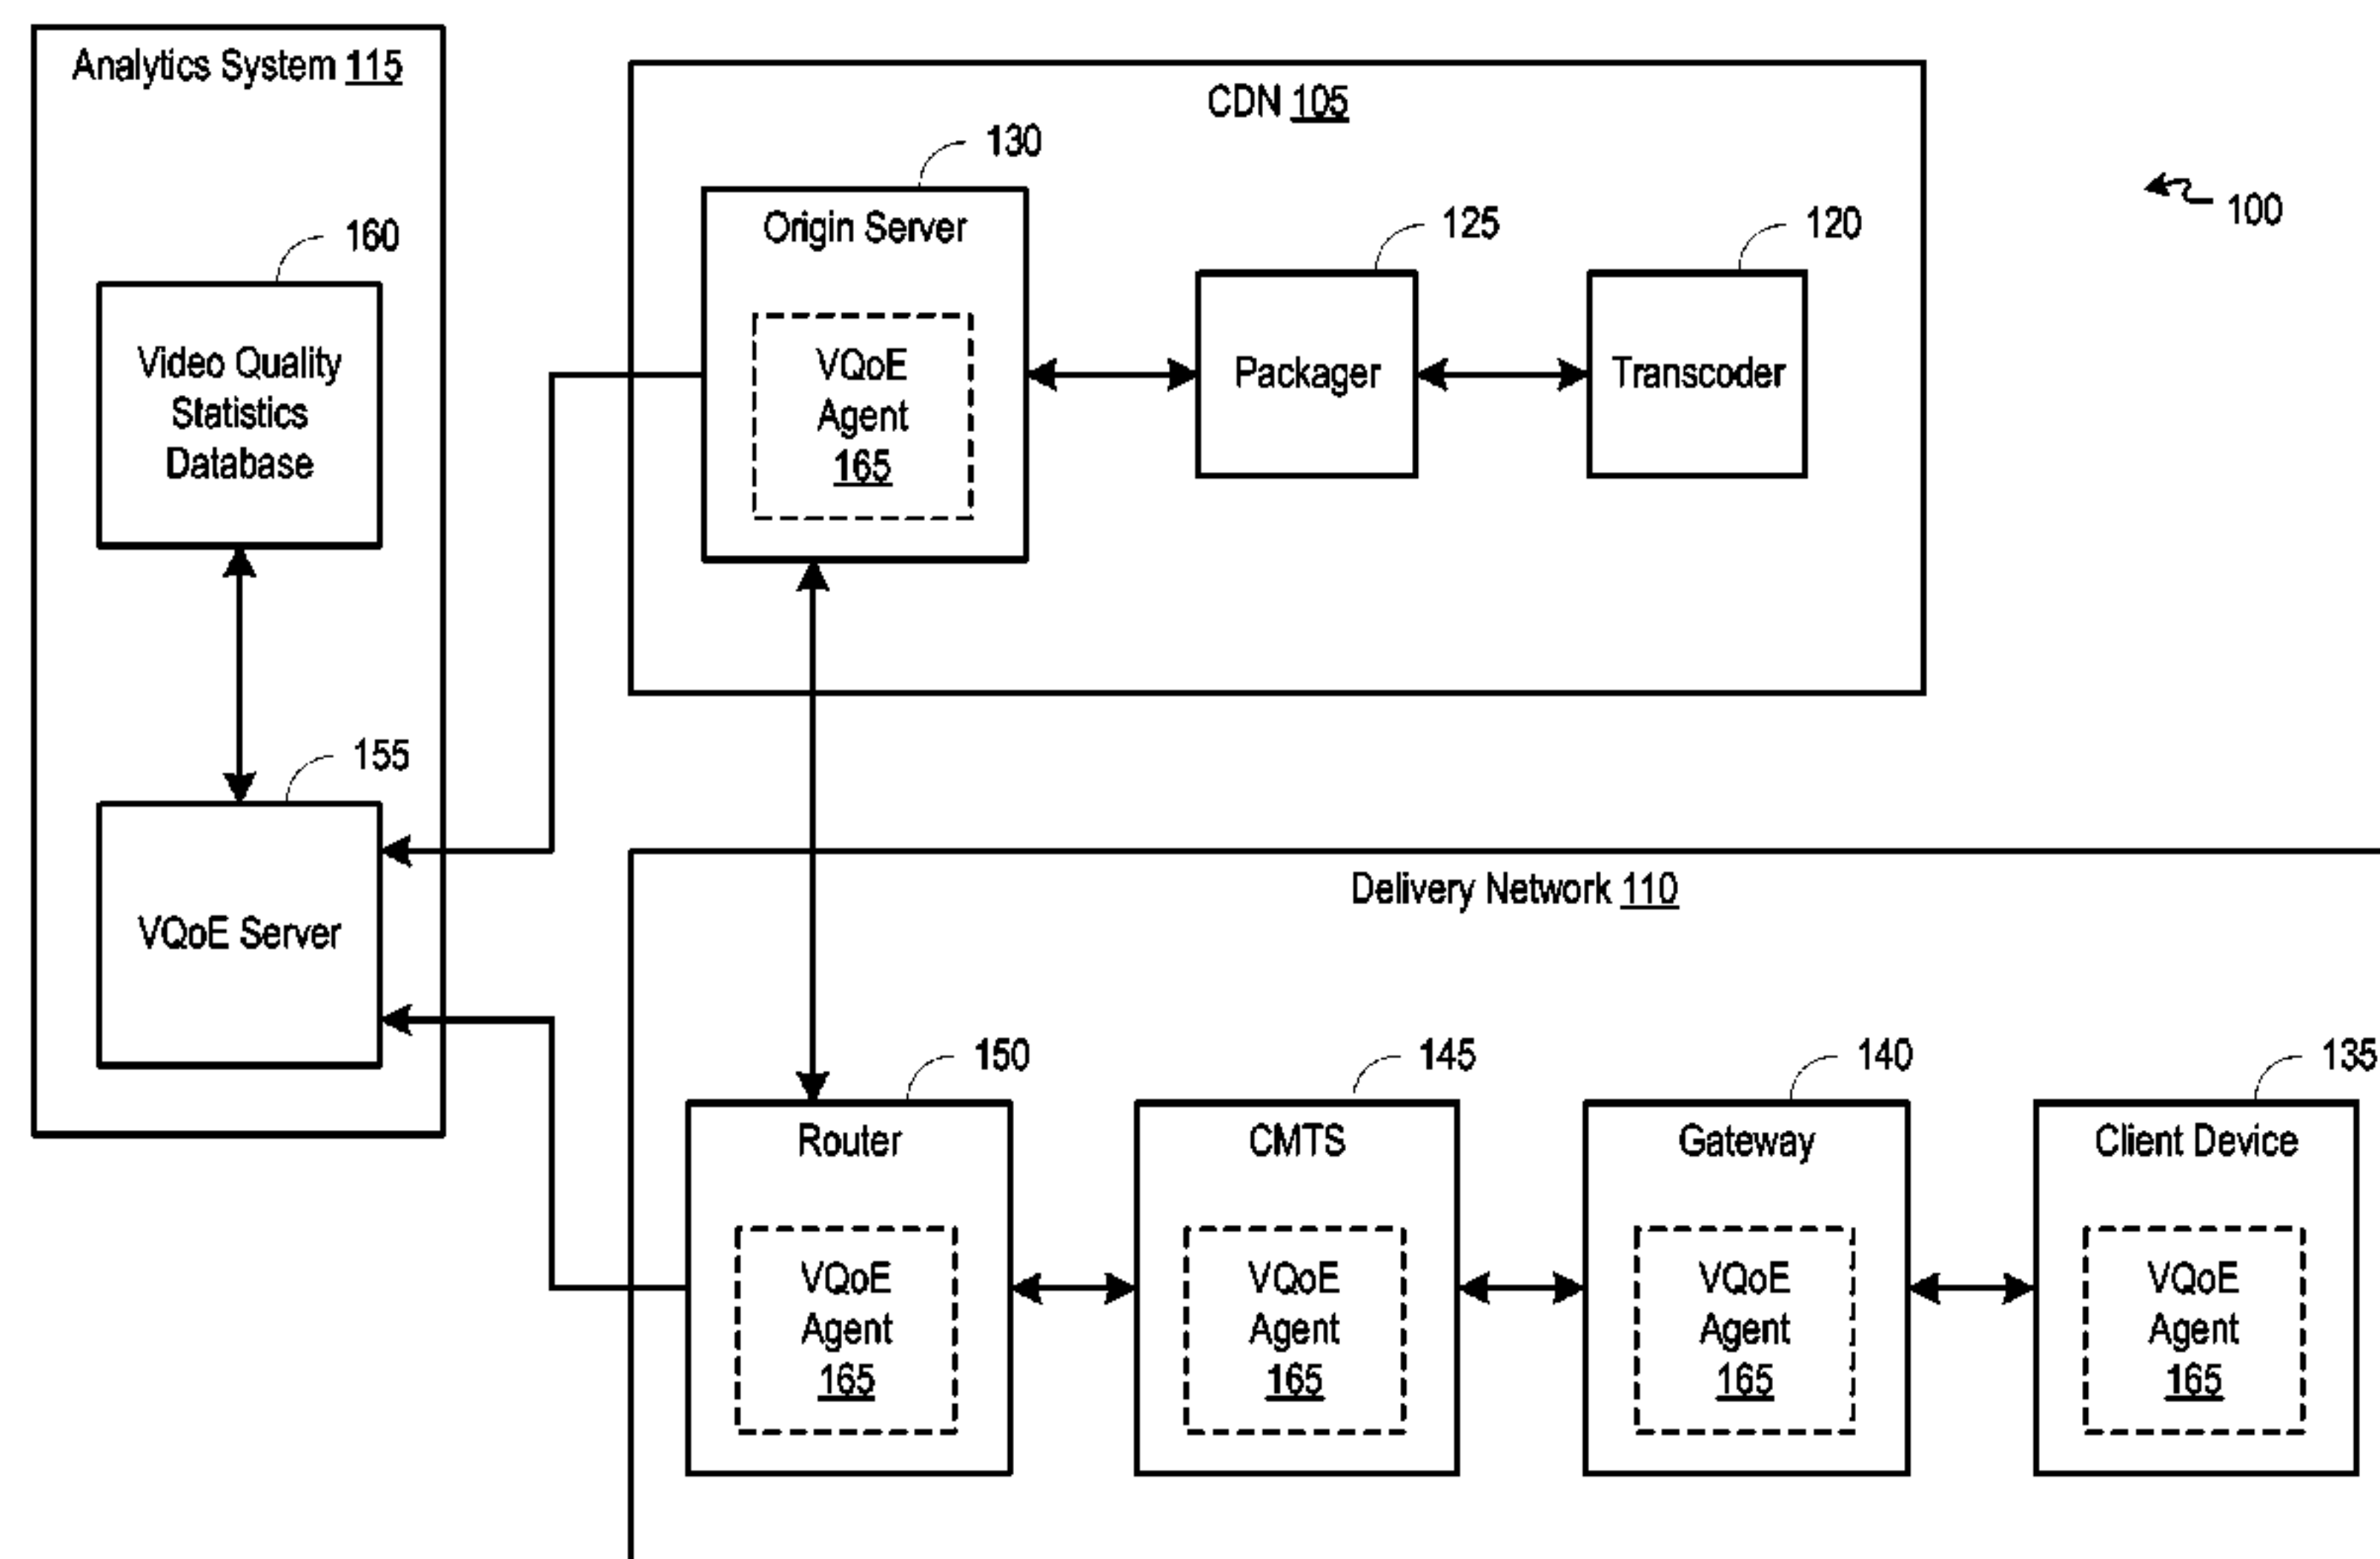 Analytics System 115
160
Video Quality
Statistics
Database
155
VQoE Server
CDN 105
130
Origin Server
VQoE
Agent
165
125
Packager
120
Transcoder
100
Delivery Network 110
150
Router
VQoE
Agent
165
145
CMTS
VQoE
Agent
165
140
Gateway
VQoE
Agent
165
135
Client Device
VQoE
Agent
165